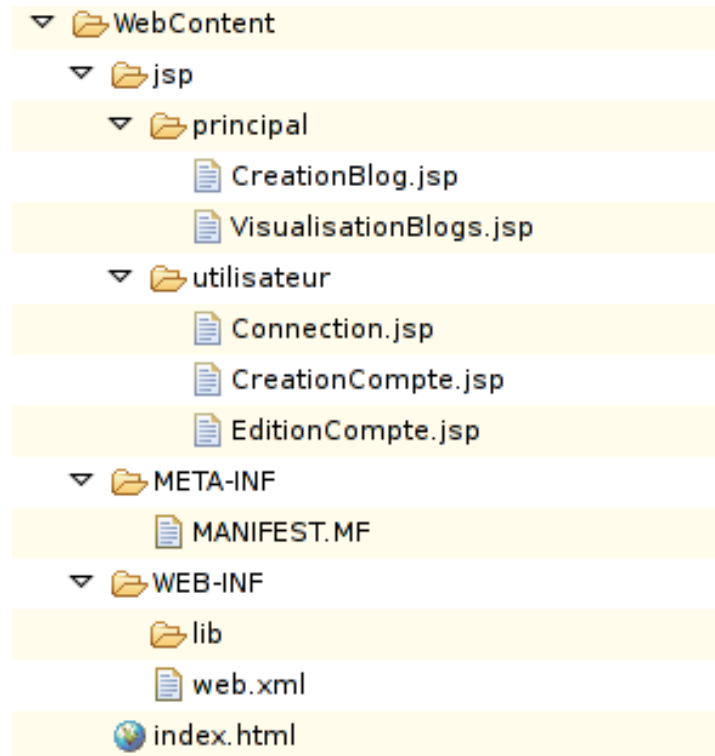 WebContent
jsp
principal
CreationBlog.jsp
VisualisationBlogs.jsp
utilisateur
Connection.jsp
CreationCompte.jsp
EditionCompte.jsp
META-INF
MANIFEST.MF
WEB-INF
lib
web.xml
index.html